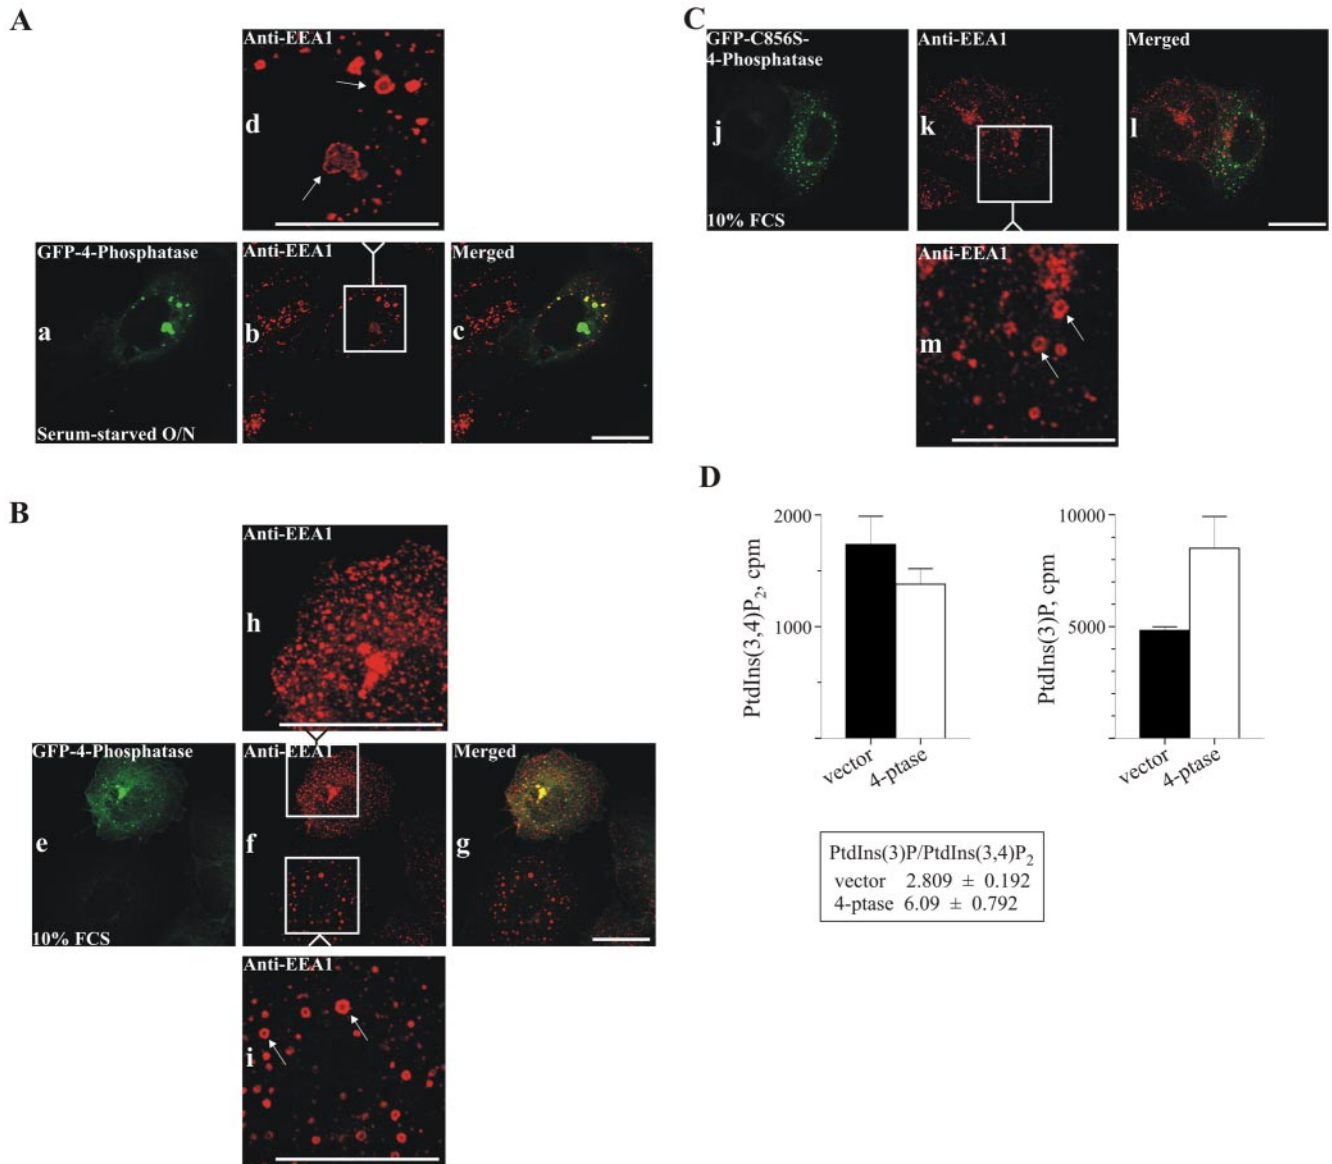 A
Anti-EEA1
d
GFP-4-Phosphatase
a
Serum-starved O/N
Anti-EEA1
b
Merged
c
B
Anti-EEA1
h
GFP-4-Phosphatase
e
10% FCS
Anti-EEA1
f
Merged
g
Anti-EEA1
i
C
GFP-C856S-
4-Phosphatase
j
10% FCS
Anti-EEA1
k
Merged
l
Anti-EEA1
m
D
PtdIns(3,4)P₂, cpm
2000
1000
vector
4-ptase
PtdIns(3)P, cpm
10000
5000
vector
4-ptase
PtdIns(3)P/PtdIns(3,4)P₂
vector 2.809 ± 0.192
4-ptase 6.09 ± 0.792